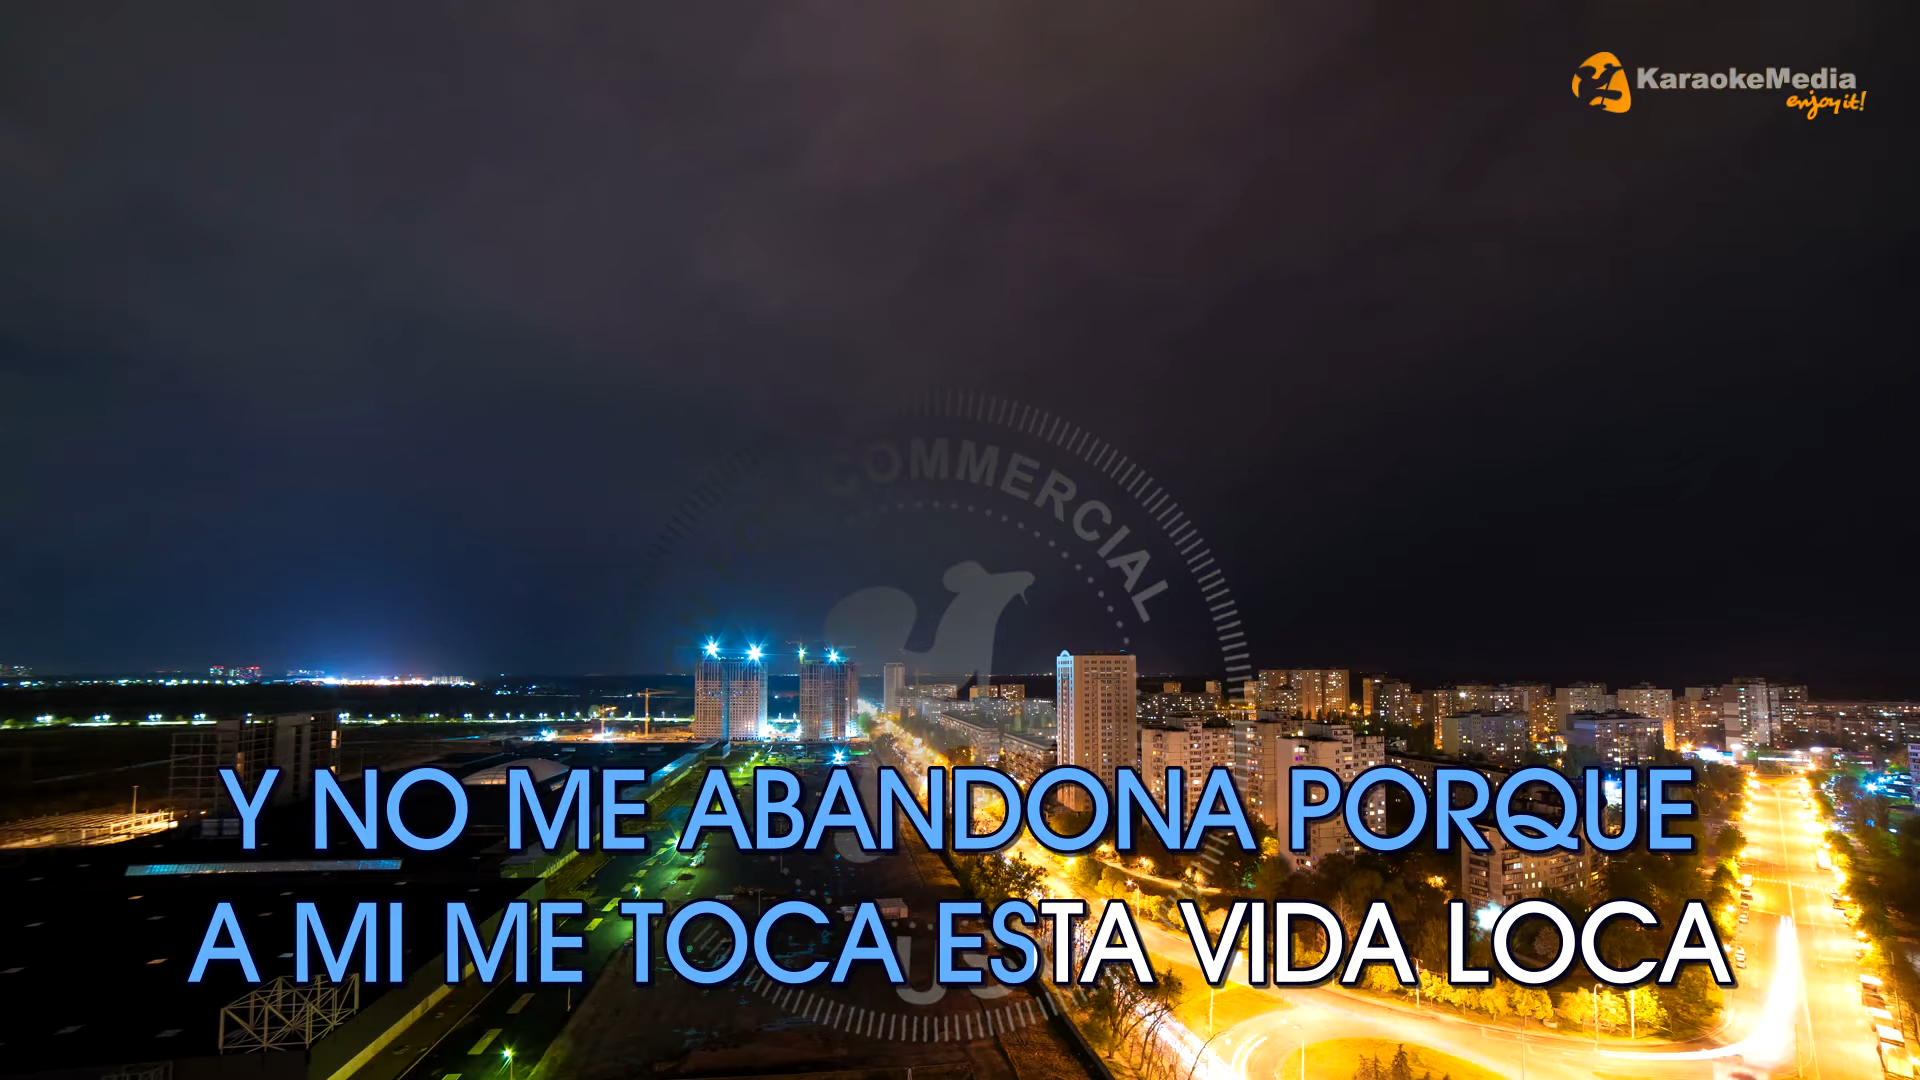 KaraokeMedia
enjoy it!
COMMERCIAL
Y NO ME ABANDONA PORQUE
A MI ME TOCA ESTA VIDA LOCA